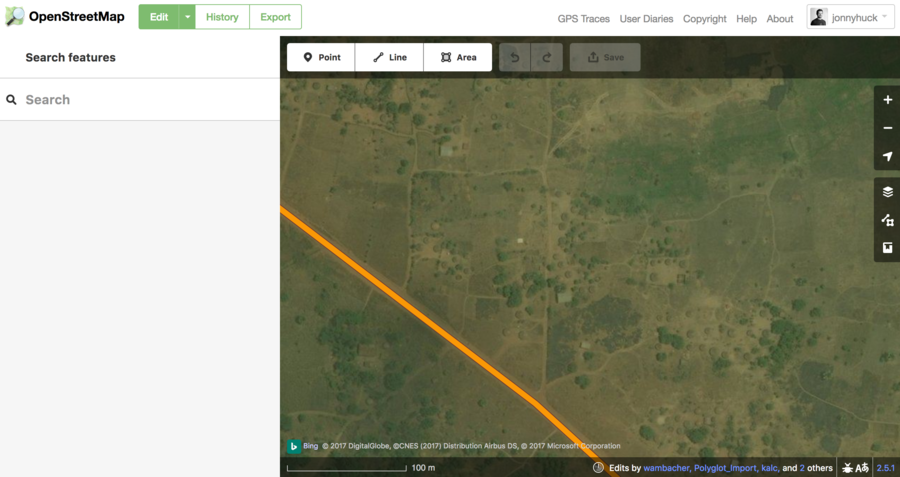 OpenStreetMap Edit History Export GPS Traces User Diaries Copyright Help About jonnyhuck
Search features
Point Line Area Save
Search
Bing © 2017 DigitalGlobe, ©CNES (2017) Distribution Airbus DS, © 2017 Microsoft Corporation
100 m Edits by wambacher, Polyglot_Import, kalc, and 2 others 2.5.1